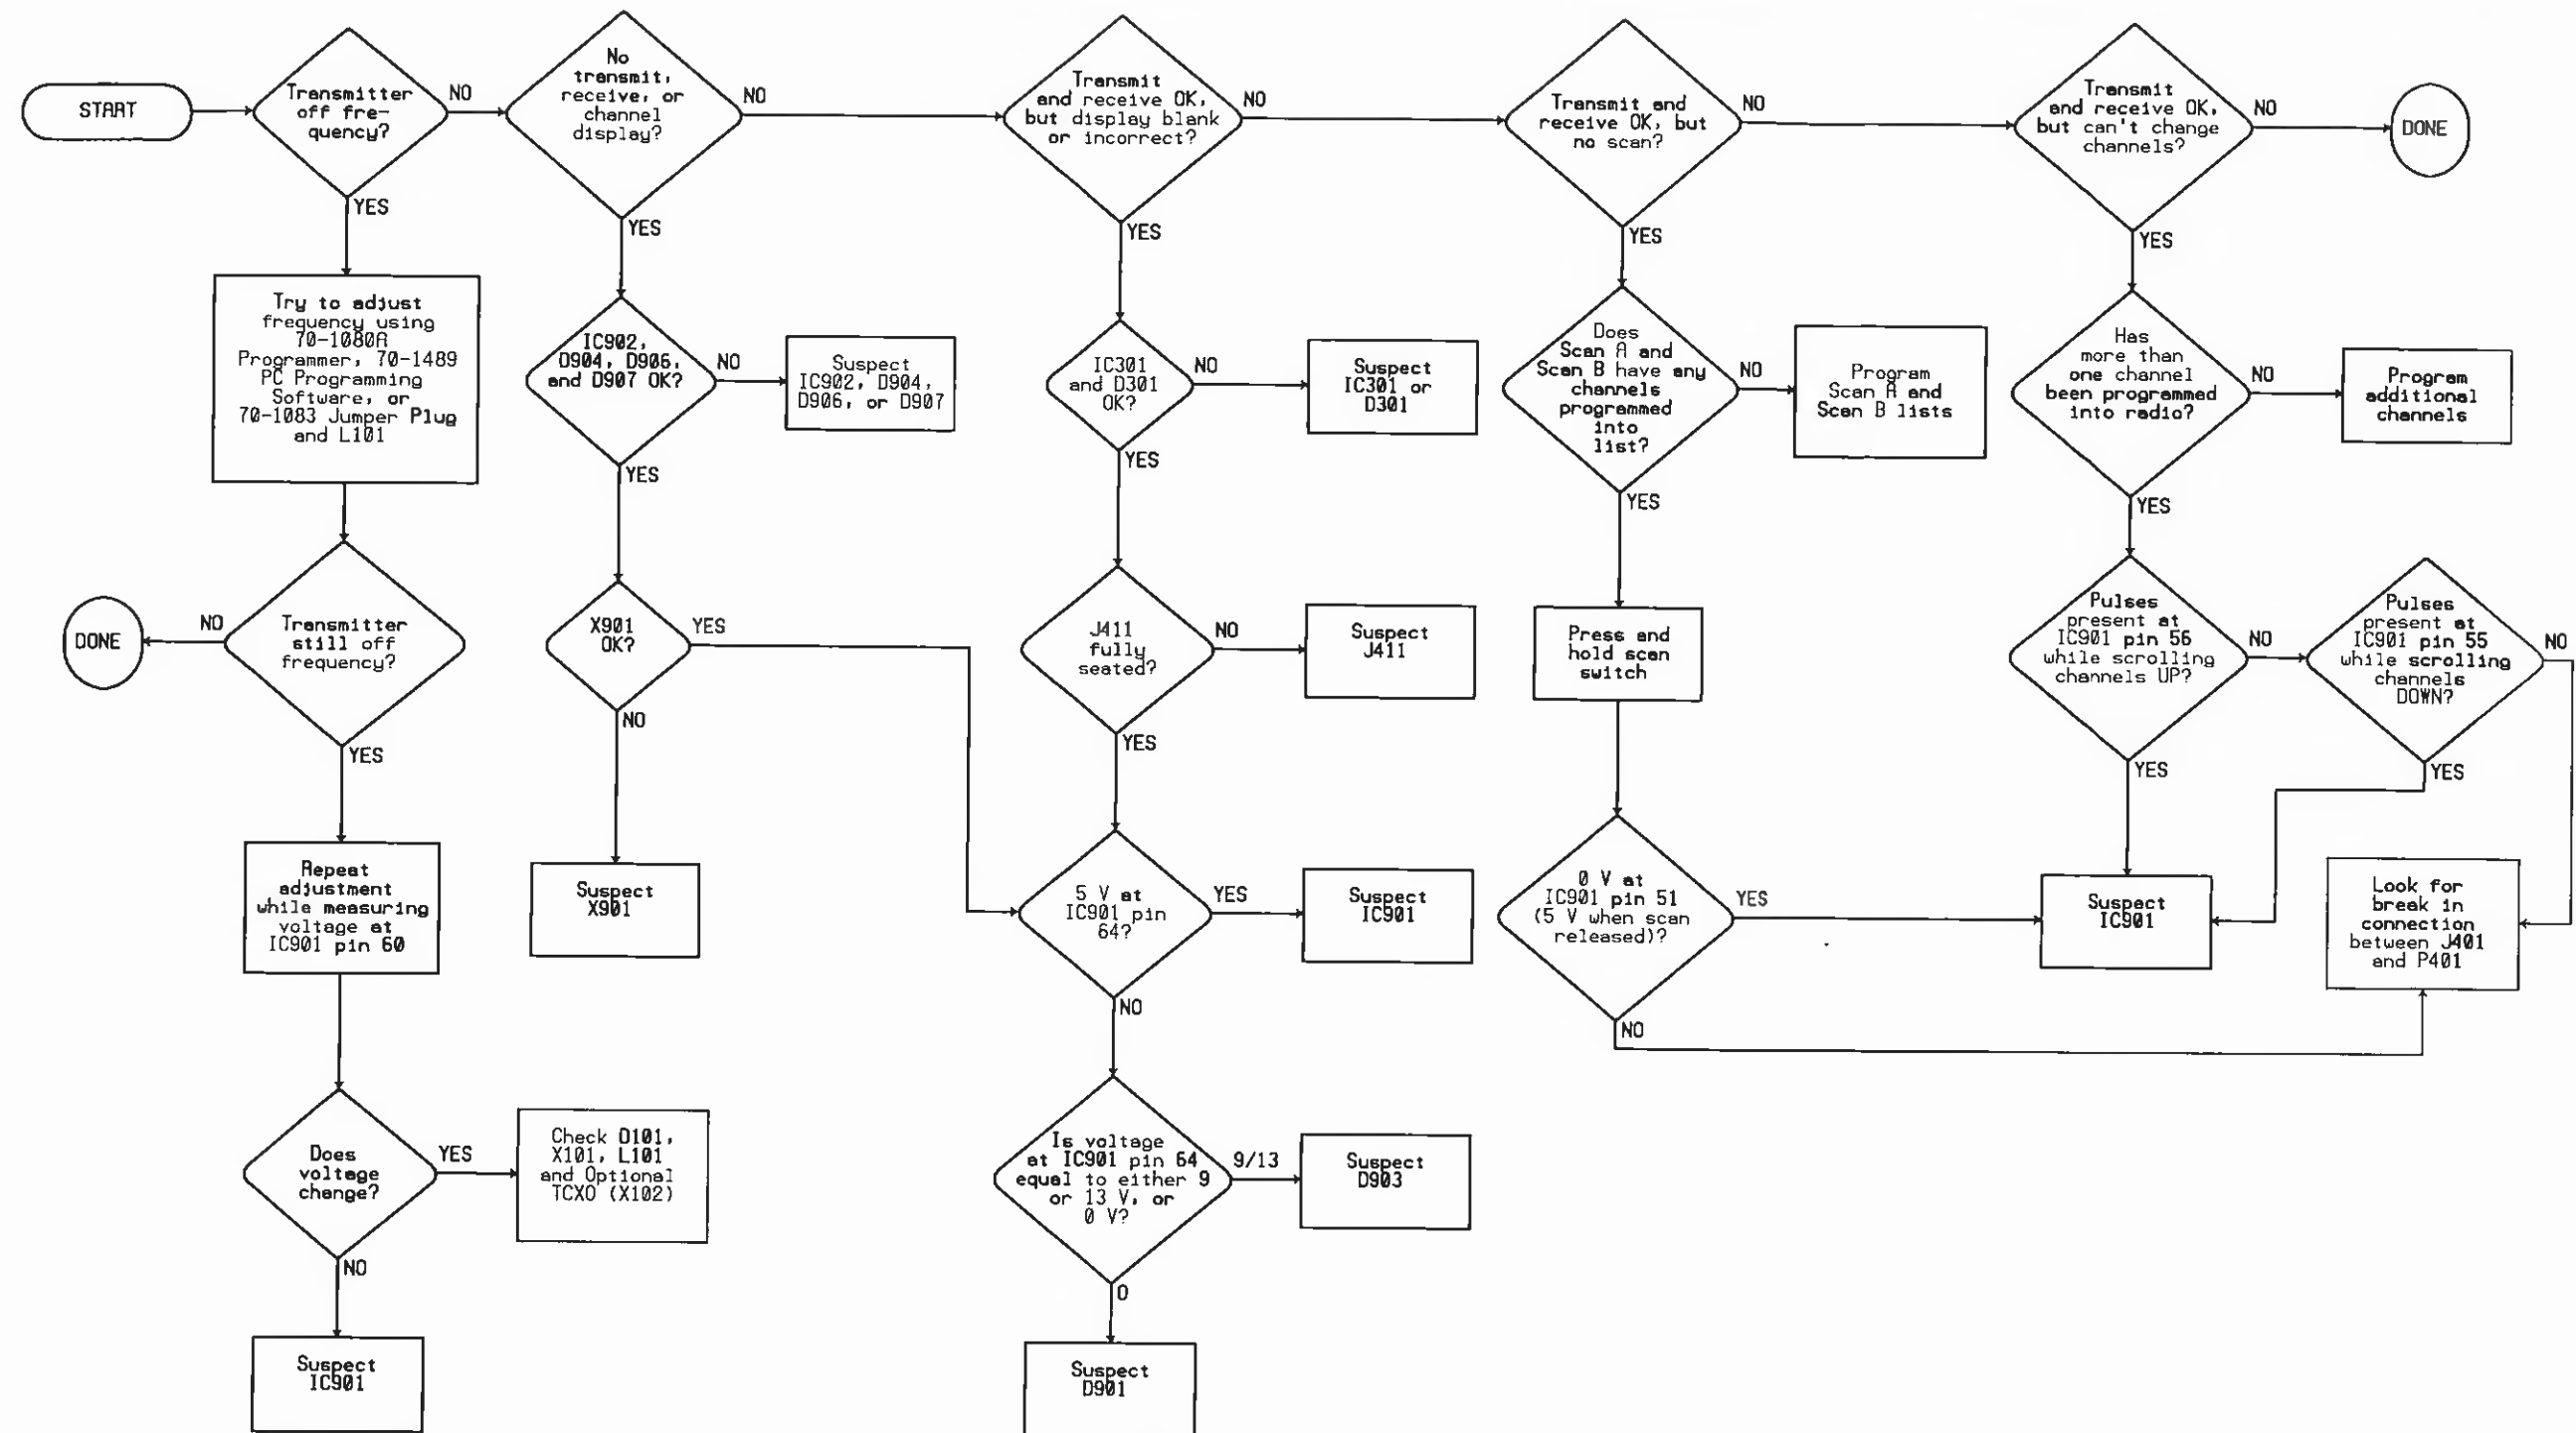 START
Transmitter
off fre-
quency?
NO
YES
Try to adjust
frequency using
70-1080A
Programmer, 70-1489
PC Programming
Software, or
70-1083 Jumper Plug
and L101
Transmitter
still off
frequency?
NO
DONE
YES
Repeat
adjustment
while measuring
voltage at
IC901 pin 60
Does
voltage
change?
YES
Check D101,
X101, L101
and Optional
TCXO (X102)
NO
Suspect
IC901
No
transmit,
receive, or
channel
display?
NO
YES
IC902,
D904, D906,
and D907 OK?
NO
Suspect
IC902, D904,
D906, or D907
YES
X901
OK?
YES
NO
Suspect
X901
Transmit
and receive OK,
but display blank
or incorrect?
NO
YES
IC301
and D301
OK?
NO
Suspect
IC301 or
D301
YES
J411
fully
seated?
NO
Suspect
J411
YES
5 V at
IC901 pin
64?
YES
Suspect
IC901
NO
Is voltage
at IC901 pin 64
equal to either 9
or 13 V, or
0 V?
9/13
Suspect
D903
0
Suspect
D901
Transmit and
receive OK, but
no scan?
NO
YES
Does
Scan A and
Scan B have any
channels
programmed
into
list?
NO
Program
Scan A and
Scan B lists
YES
Press and
hold scan
switch
0 V at
IC901 pin 51
(5 V when scan
released)?
YES
NO
Transmit
and receive OK,
but can't change
channels?
NO
DONE
YES
Has
more than
one channel
been programmed
into radio?
NO
Program
additional
channels
YES
Pulses
present at
IC901 pin 56
while scrolling
channels UP?
NO
YES
Pulses
present at
IC901 pin 55
while scrolling
channels
DOWN?
NO
YES
Suspect
IC901
Look for
break in
connection
between J401
and P401